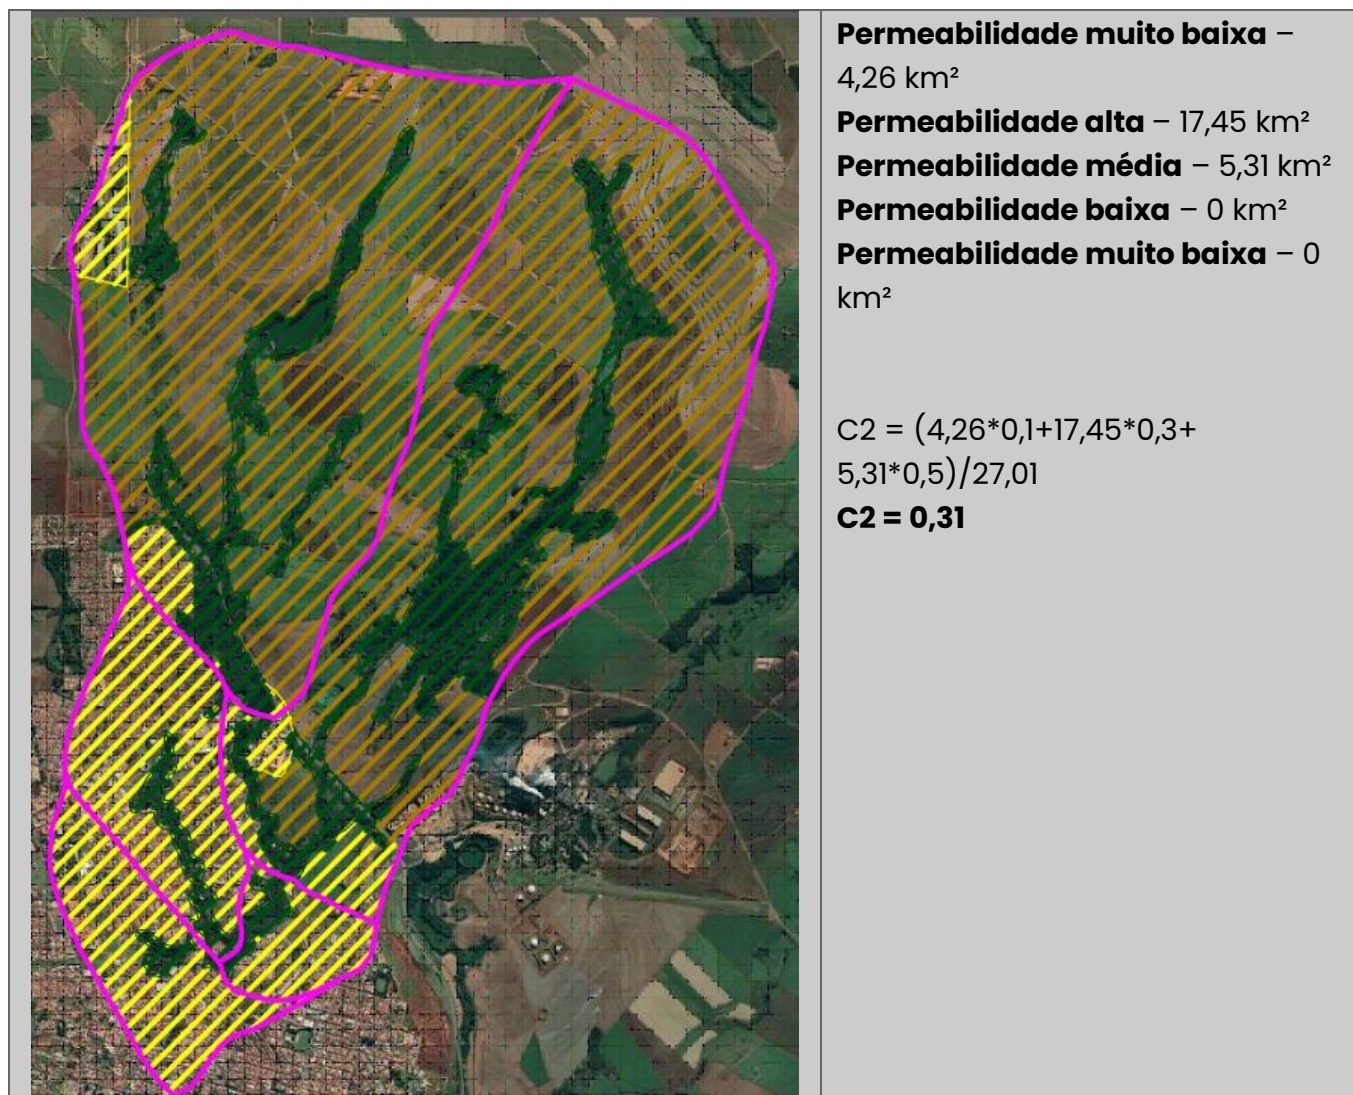 Permeabilidade muito baixa –
4,26 km²
Permeabilidade alta – 17,45 km²
Permeabilidade média – 5,31 km²
Permeabilidade baixa – 0 km²
Permeabilidade muito baixa – 0
km²
C2 = (4,26*0,1+17,45*0,3+
5,31*0,5)/27,01
C2 = 0,31